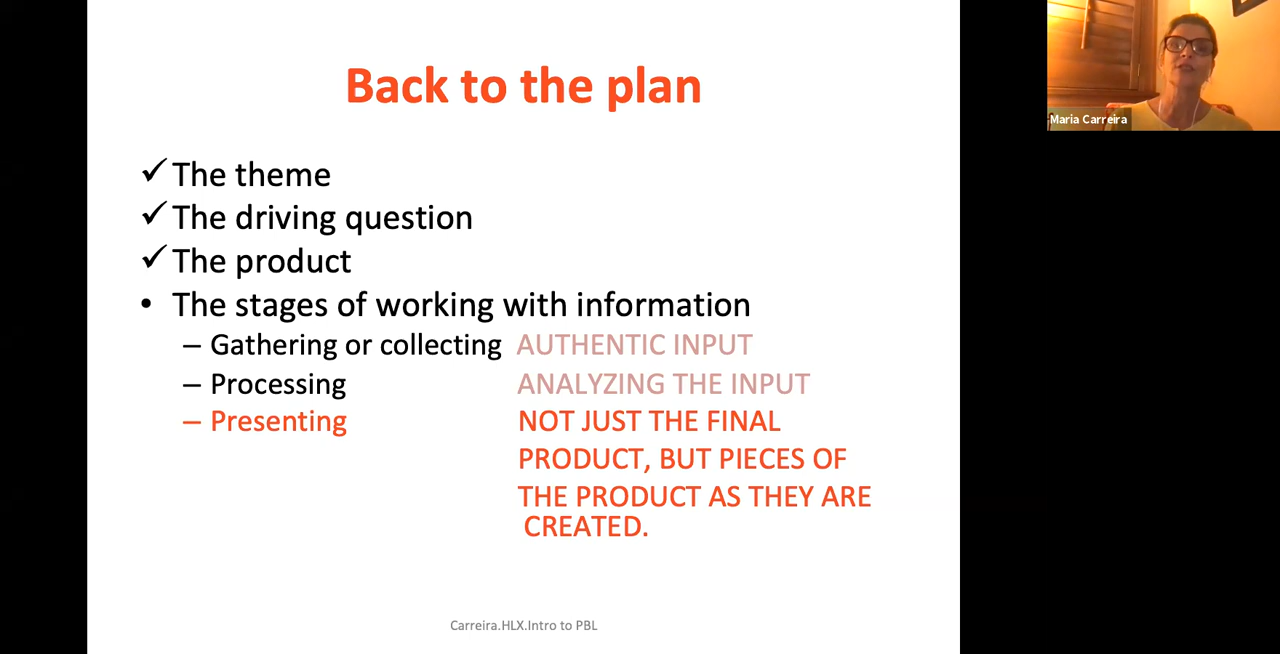 Back to the plan
Maria Carreira
✓ The theme
✓ The driving question
✓ The product
• The stages of working with information
– Gathering or collecting AUTHENTIC INPUT
– Processing ANALYZING THE INPUT
– Presenting NOT JUST THE FINAL
PRODUCT, BUT PIECES OF
THE PRODUCT AS THEY ARE
CREATED.
Carreira.HLX.Intro to PBL